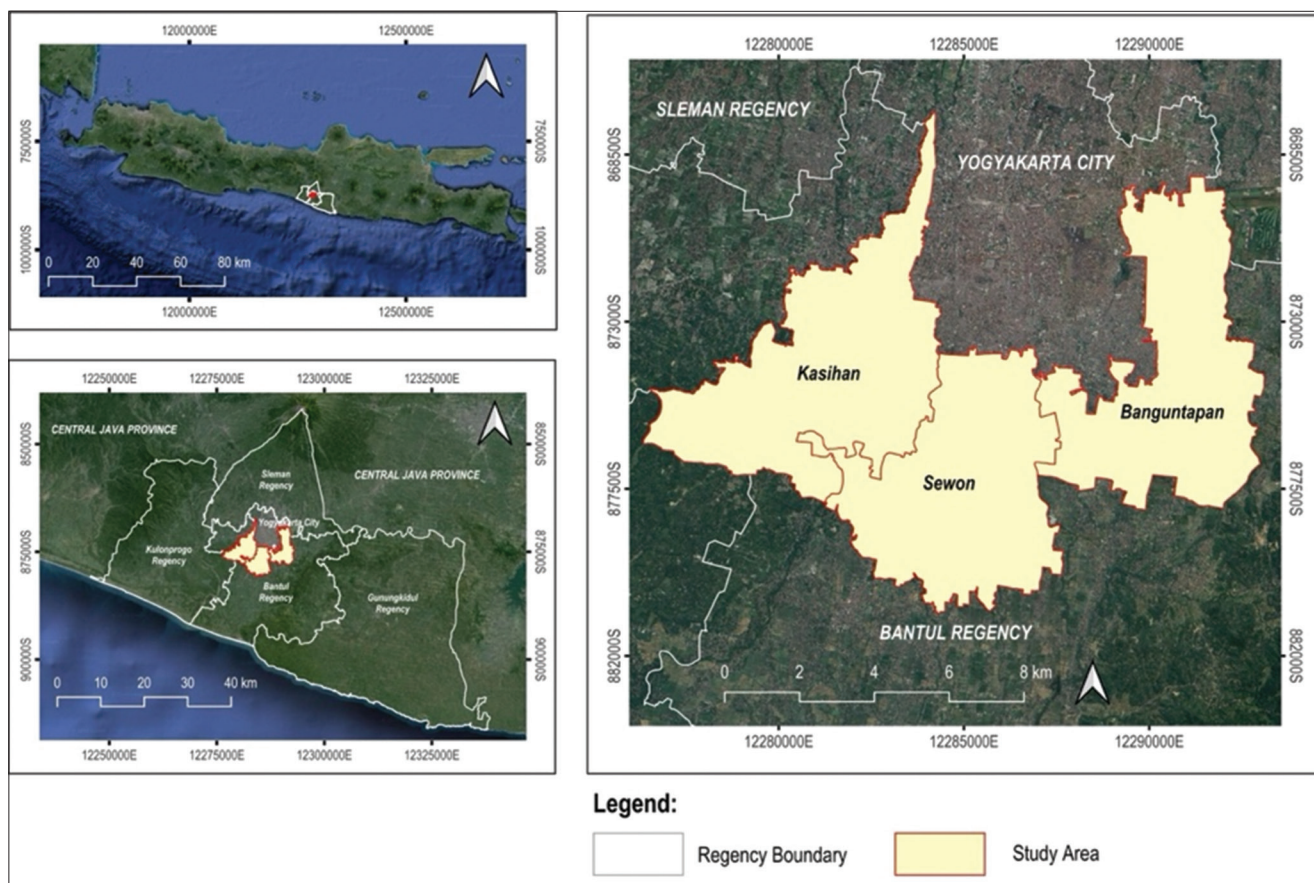 12000000E 12500000E
750000S
750000S
1000000S
1000000S
0 20 40 60 80 km
12000000E 12500000E
12250000E 12275000E 12300000E 12325000E
CENTRAL JAVA PROVINCE
850000S
850000S
CENTRAL JAVA PROVINCE
Sleman
Regency
Yogyakarta City
875000S
875000S
Kulonprogo
Regency
Bantul
Regency
Gunungkidul
Regency
900000S
900000S
0 10 20 30 40 km
12250000E 12275000E 12300000E 12325000E
12280000E 12285000E 12290000E
SLEMAN REGENCY
YOGYAKARTA CITY
868500S
868500S
873000S
873000S
Kasihan
Banguntapan
Sewon
877500S
877500S
BANTUL REGENCY
882000S
882000S
0 2 4 6 8 km
12280000E 12285000E 12290000E
Legend:
Regency Boundary
Study Area